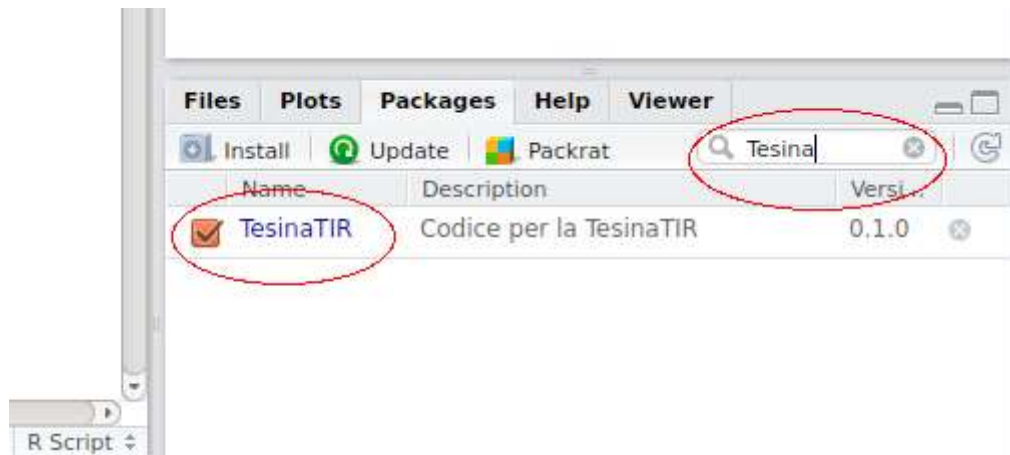 Files Plots Packages Help Viewer
Install Update Packrat Tesina
Name Description Versi...
TesinaTIR Codice per la TesinaTIR 0.1.0
R Script